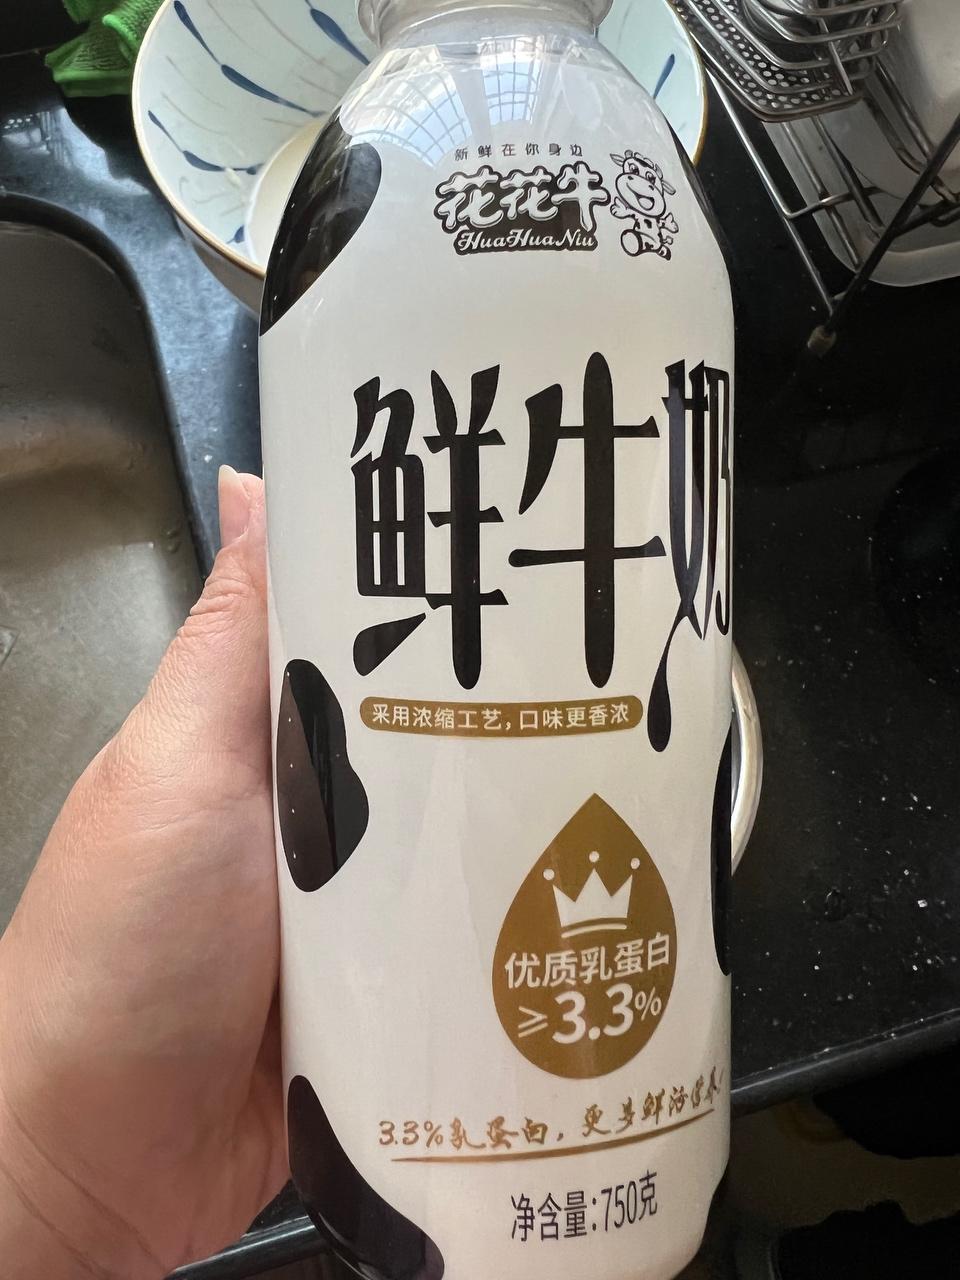 新鲜在你身边
花花牛
HuaHuaNiu
鲜牛奶
采用浓缩工艺,口味更香浓
优质乳蛋白
≥3.3%
3.3%乳蛋白,更多鲜活营养!
净含量:750克